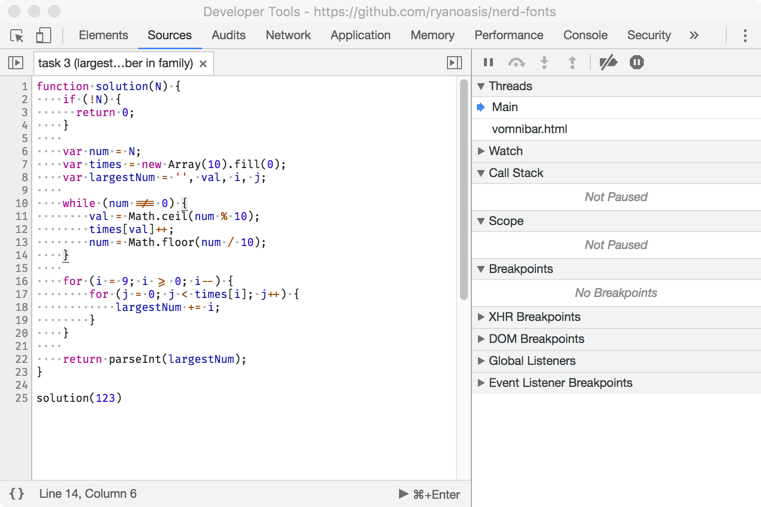 Developer Tools - https://github.com/ryanoasis/nerd-fonts
Elements Sources Audits Network Application Memory Performance Console Security »
task 3 (largest…ber in family) ×
1 function solution(N) {
2 if (!N) {
3 return 0;
4 }
5
6 var num = N;
7 var times = new Array(10).fill(0);
8 var largestNum = '', val, i, j;
9
10 while (num !== 0) {
11 val = Math.ceil(num % 10);
12 times[val]++;
13 num = Math.floor(num / 10);
14 }
15
16 for (i = 9; i >= 0; i--) {
17 for (j = 0; j < times[i]; j++) {
18 largestNum += i;
19 }
20 }
21
22 return parseInt(largestNum);
23 }
24
25 solution(123)
{} Line 14, Column 6 ⌘+Enter
Threads
Main
vomnibar.html
Watch
Call Stack
Not Paused
Scope
Not Paused
Breakpoints
No Breakpoints
XHR Breakpoints
DOM Breakpoints
Global Listeners
Event Listener Breakpoints